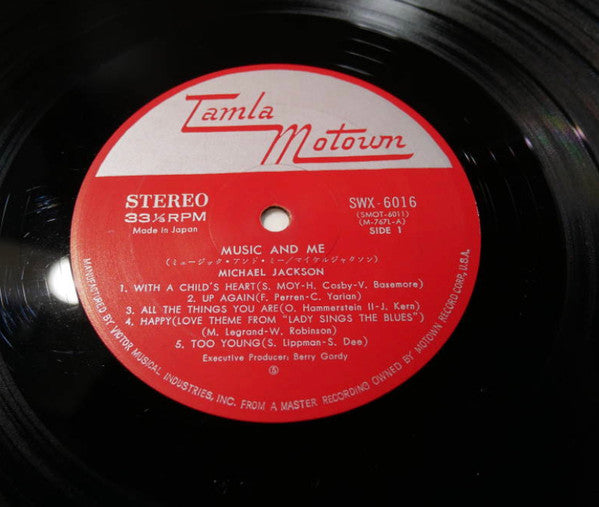 Tamla
Motown
STEREO
33⅓RPM
Made in Japan
SWX-6016
(SMOT-6011)
(M-767L-A)
SIDE 1
MUSIC AND ME
(ミュージック・アンド・ミー/マイケルジャクソン)
MICHAEL JACKSON
1. WITH A CHILD'S HEART(S. MOY-H. Cosby-V. Basemore)
2. UP AGAIN(F. Perren-C. Yarian)
3. ALL THE THINGS YOU ARE(O. Hammerstein II-J. Kern)
4. HAPPY(LOVE THEME FROM "LADY SINGS THE BLUES")
(M. Legrand-W. Robinson)
5. TOO YOUNG(S. Lippman-S. Dee)
Executive Producer: Berry Gordy
Ⓢ
MANUFACTURED BY VICTOR MUSICAL INDUSTRIES, INC. FROM A MASTER RECORDING OWNED BY MOTOWN RECORD CORP., U.S.A.